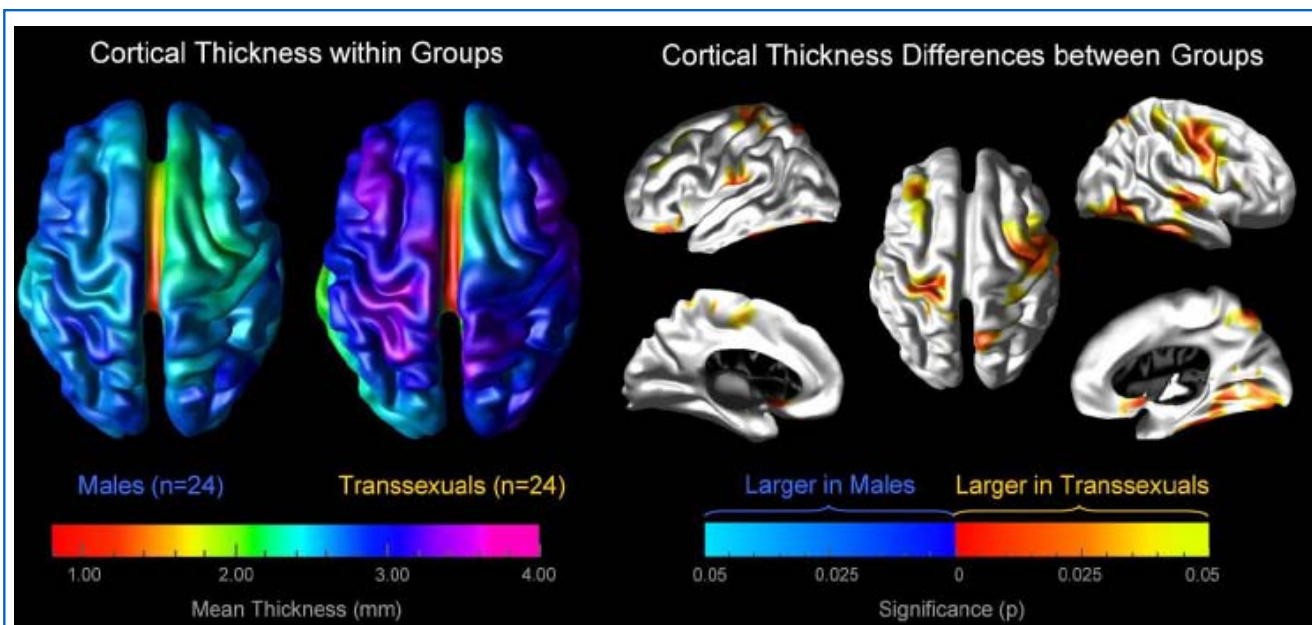 Cortical Thickness within Groups
Cortical Thickness Differences between Groups
Males (n=24)
Transsexuals (n=24)
1.00 2.00 3.00 4.00
Mean Thickness (mm)
Larger in Males
Larger in Transsexuals
0.05 0.025 0 0.025 0.05
Significance (p)